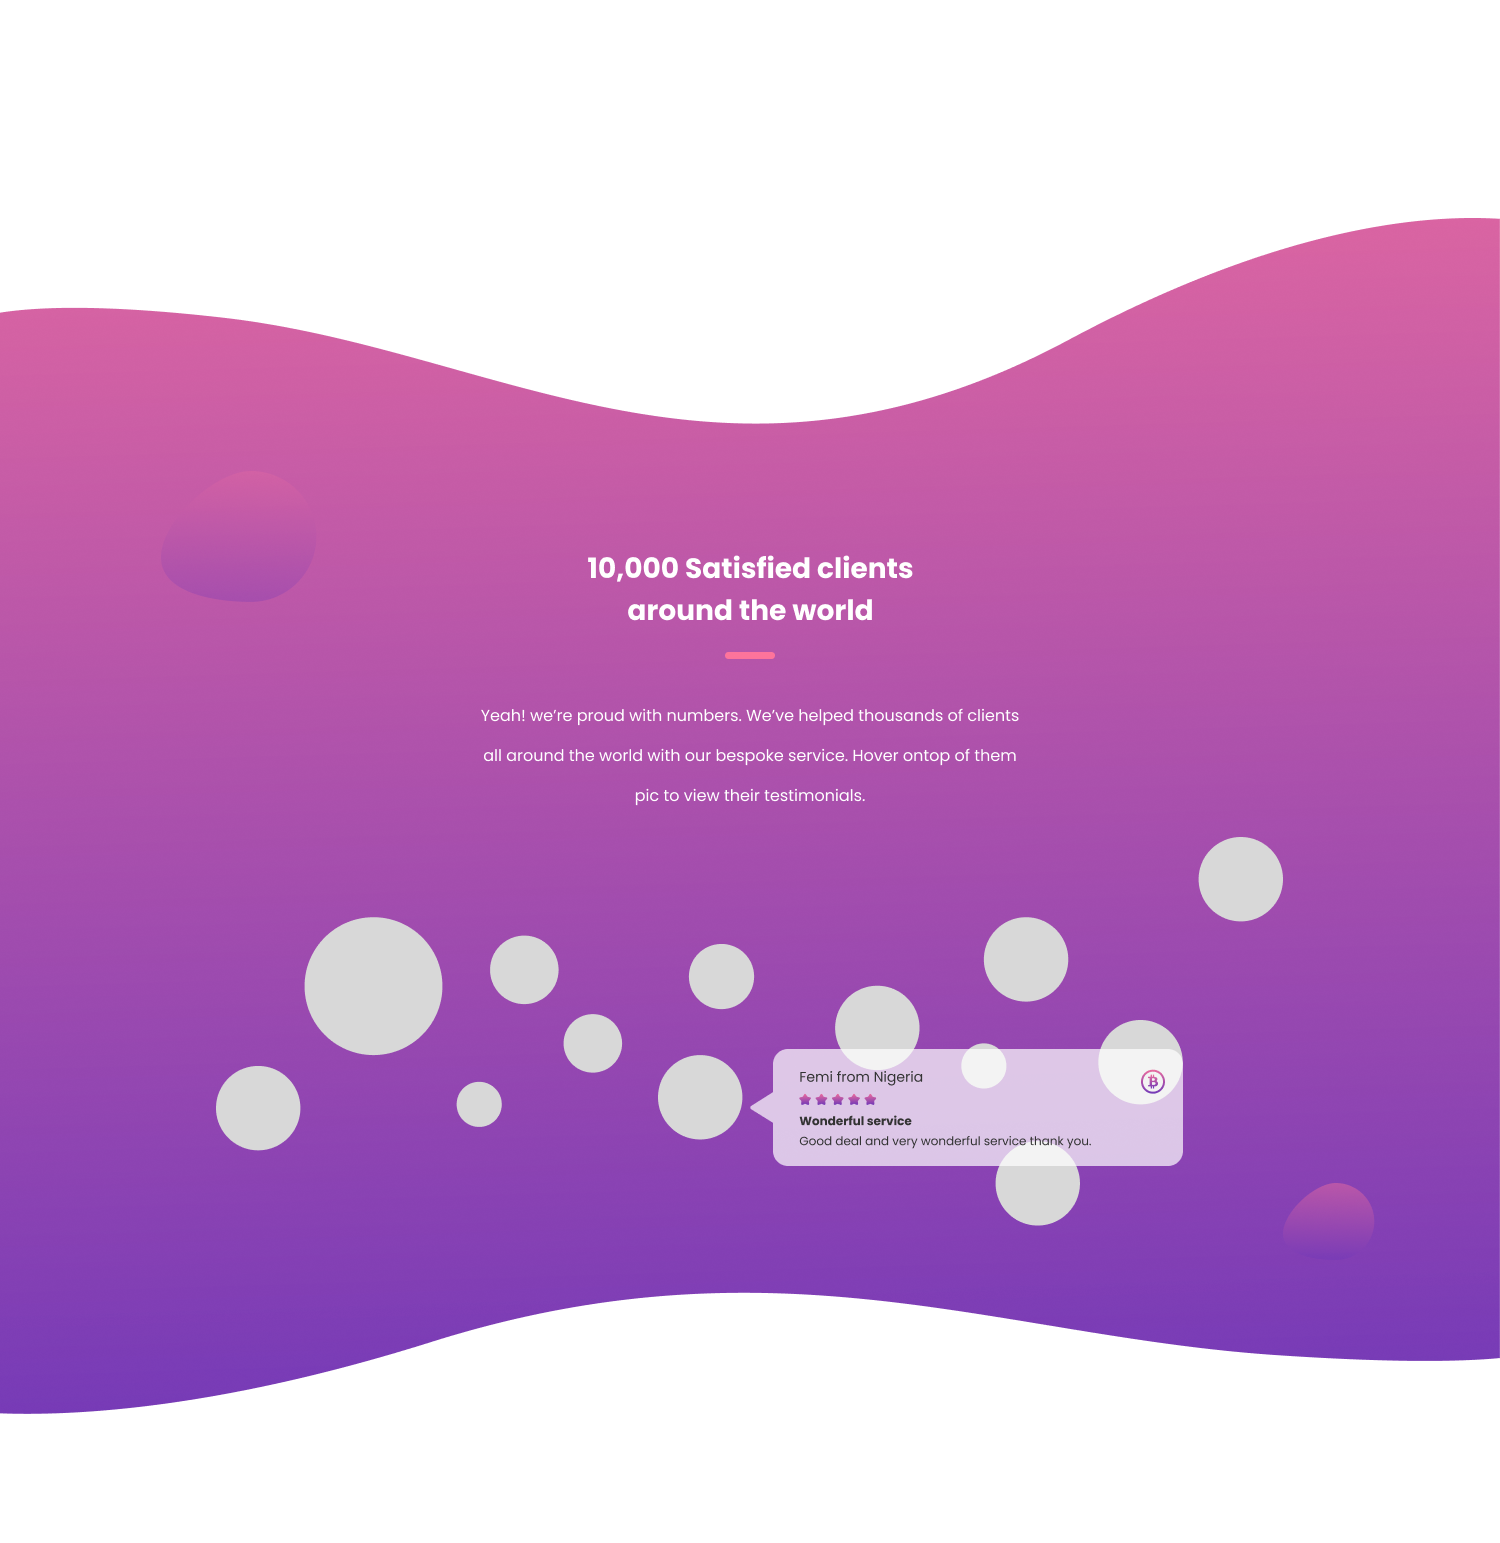 10,000 Satisfied clients
around the world
Yeah! we’re proud with numbers. We’ve helped thousands of clients
all around the world with our bespoke service. Hover ontop of them
pic to view their testimonials.
Femi from Nigeria
Wonderful service
Good deal and very wonderful service thank you.